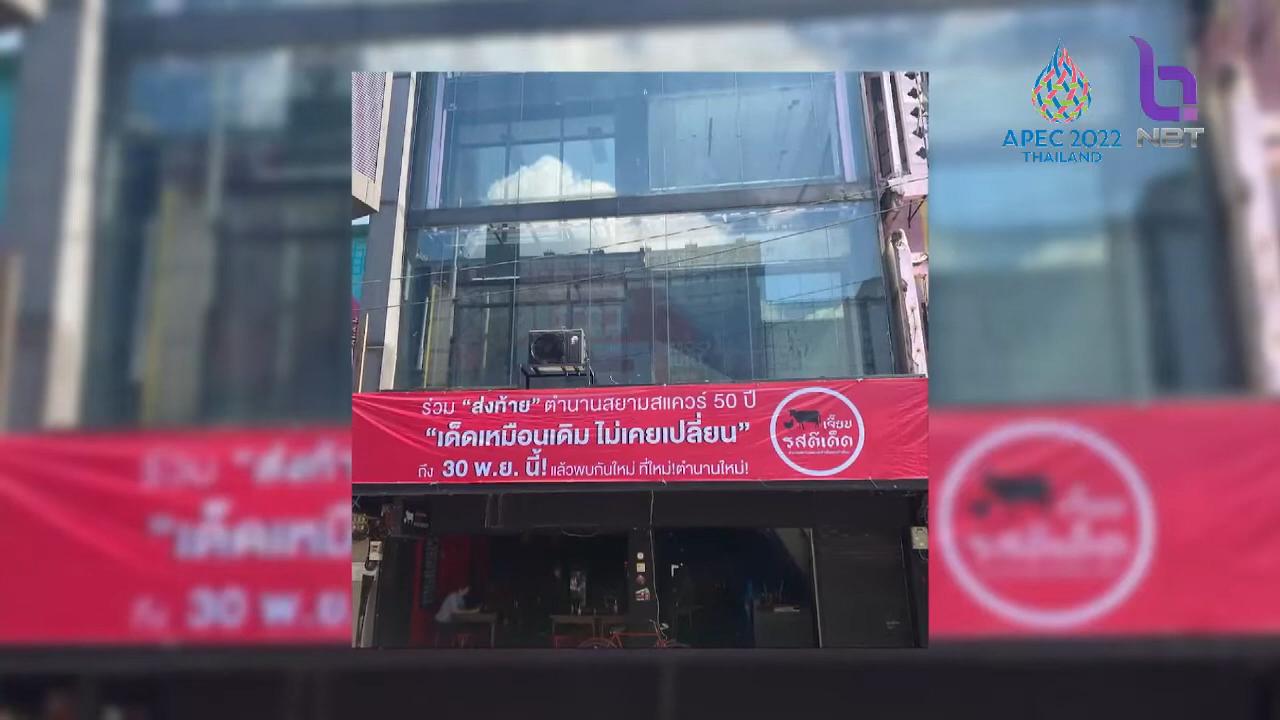 APEC 2022
THAILAND
NBT
ร่วม “ส่งท้าย” ตำนานสยามสแควร์ 50 ปี
“เด็ดเหมือนเดิม ไม่เคยเปลี่ยน”
ถึง 30 พ.ย. นี้! แล้วพบกันใหม่ ที่ใหม่!ตำนานใหม่!
เจี๊ยบ
รสดีเด็ด